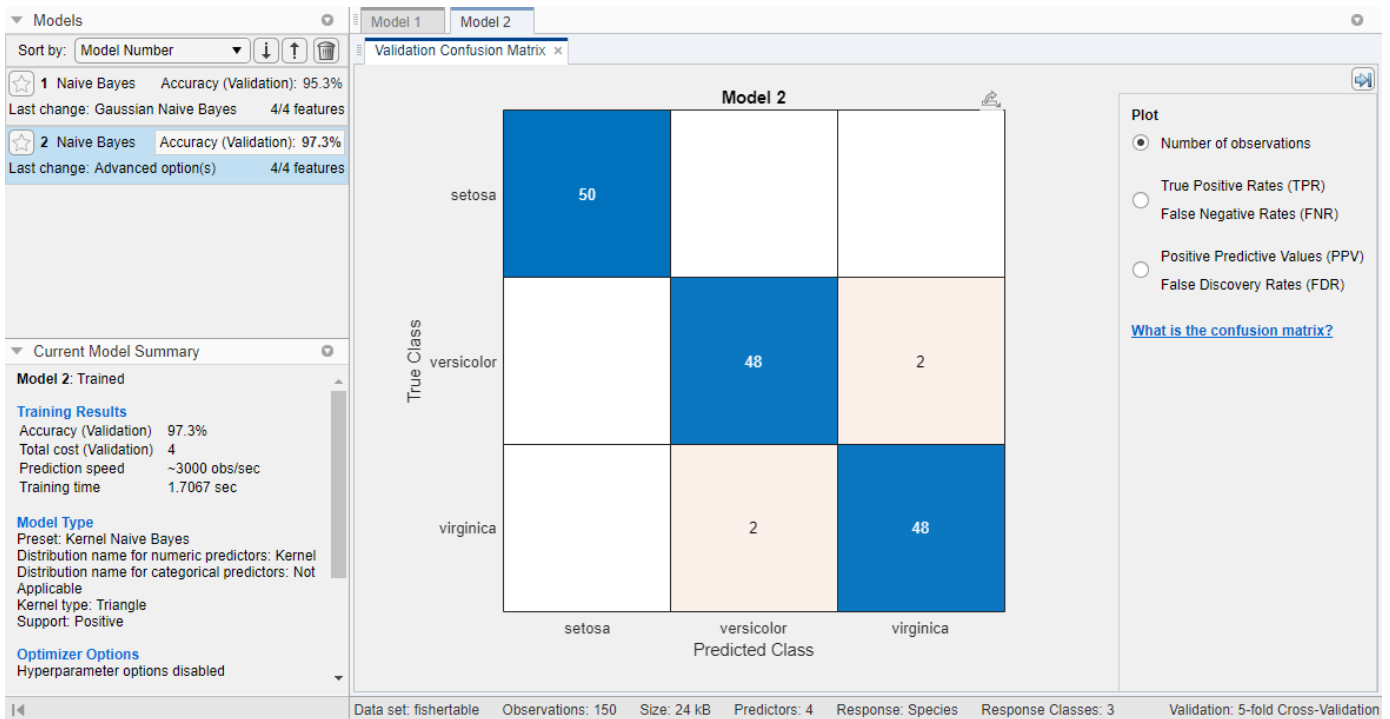 Models
Sort by: Model Number
1 Naive Bayes Accuracy (Validation): 95.3%
Last change: Gaussian Naive Bayes 4/4 features
2 Naive Bayes Accuracy (Validation): 97.3%
Last change: Advanced option(s) 4/4 features
Current Model Summary
Model 2: Trained
Training Results
Accuracy (Validation) 97.3%
Total cost (Validation) 4
Prediction speed ~3000 obs/sec
Training time 1.7067 sec
Model Type
Preset: Kernel Naive Bayes
Distribution name for numeric predictors: Kernel
Distribution name for categorical predictors: Not
Applicable
Kernel type: Triangle
Support: Positive
Optimizer Options
Hyperparameter options disabled
Model 1 Model 2
Validation Confusion Matrix
Model 2
True Class
setosa 50
versicolor 48 2
virginica 2 48
setosa versicolor virginica
Predicted Class
Plot
Number of observations
True Positive Rates (TPR)
False Negative Rates (FNR)
Positive Predictive Values (PPV)
False Discovery Rates (FDR)
What is the confusion matrix?
Data set: fishertable Observations: 150 Size: 24 kB Predictors: 4 Response: Species Response Classes: 3 Validation: 5-fold Cross-Validation